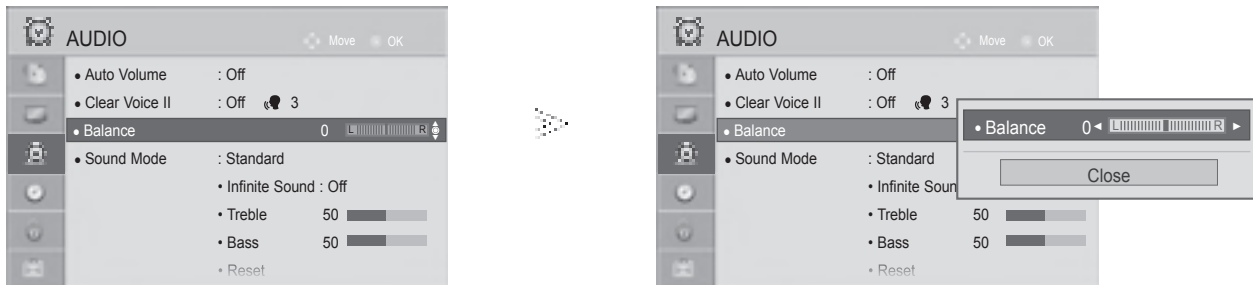 AUDIO Move OK
• Auto Volume : Off
• Clear Voice II : Off 3
• Balance 0 L R
• Sound Mode : Standard
• Infinite Sound : Off
• Treble 50
• Bass 50
• Reset
AUDIO Move OK
• Auto Volume : Off
• Clear Voice II : Off 3
• Balance
• Sound Mode : Standard
• Infinite Soun
• Treble 50
• Bass 50
• Reset
• Balance 0 L R
Close